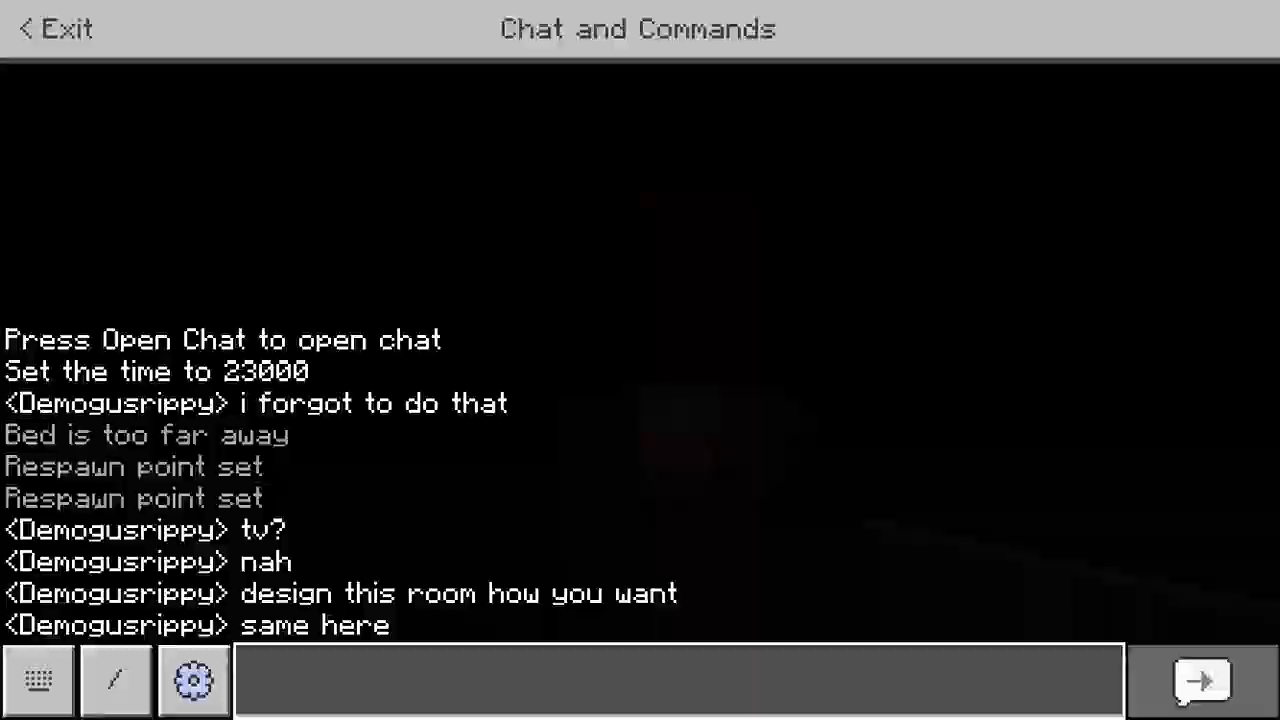 < Exit
Chat and Commands
Press Open Chat to open chat
Set the time to 23000
<Demogusrippy> i forgot to do that
Bed is too far away
Respawn point set
Respawn point set
<Demogusrippy> tv?
<Demogusrippy> nah
<Demogusrippy> design this room how you want
<Demogusrippy> same here
/